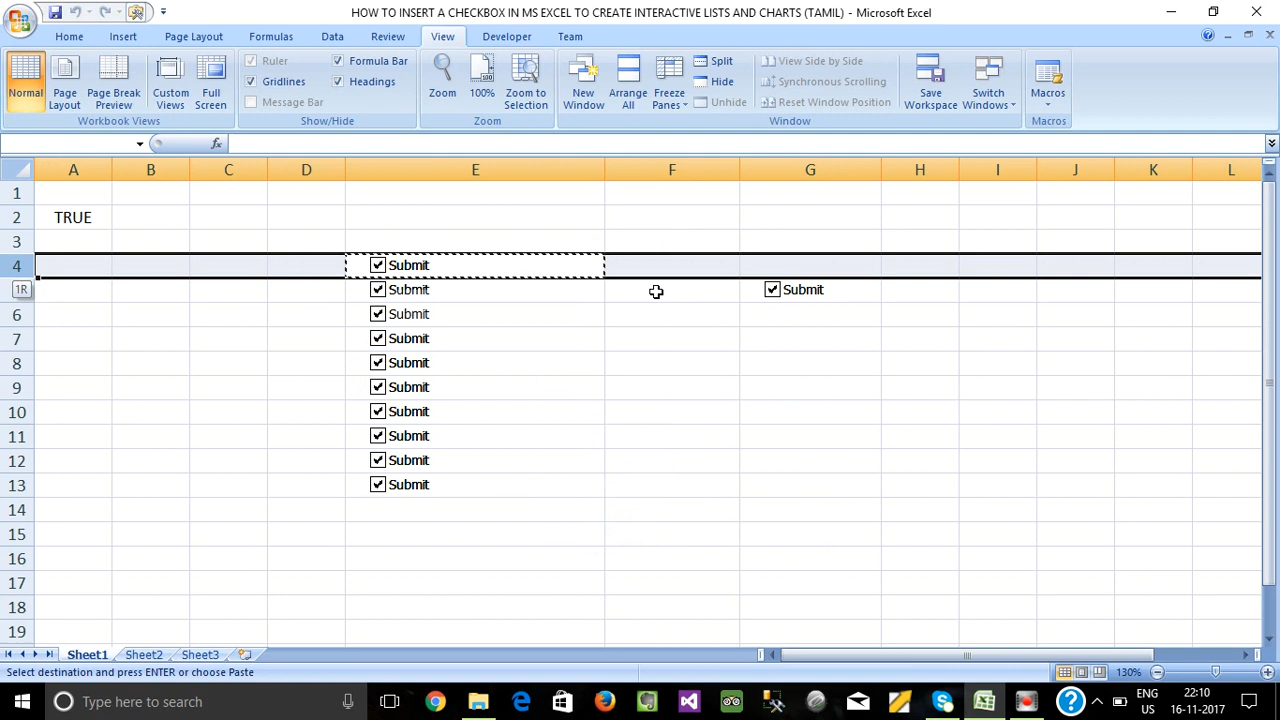 HOW TO INSERT A CHECKBOX IN MS EXCEL TO CREATE INTERACTIVE LISTS AND CHARTS (TAMIL) - Microsoft Excel
Home Insert Page Layout Formulas Data Review View Developer Team
Normal
Page Layout
Page Break Preview
Custom Views
Full Screen
Workbook Views
Ruler
Formula Bar
Gridlines
Headings
Message Bar
Show/Hide
Zoom
100%
Zoom to Selection
Zoom
New Window
Arrange All
Freeze Panes
Split
Hide
Unhide
View Side by Side
Synchronous Scrolling
Reset Window Position
Save Workspace
Switch Windows
Window
Macros
Macros
fx
A B C D E F G H I J K L
1
2 TRUE
3
4 Submit
1R Submit Submit
6 Submit
7 Submit
8 Submit
9 Submit
10 Submit
11 Submit
12 Submit
13 Submit
14
15
16
17
18
19
Sheet1 Sheet2 Sheet3
Select destination and press ENTER or choose Paste
130%
Type here to search
ENG
US
22:10
16-11-2017